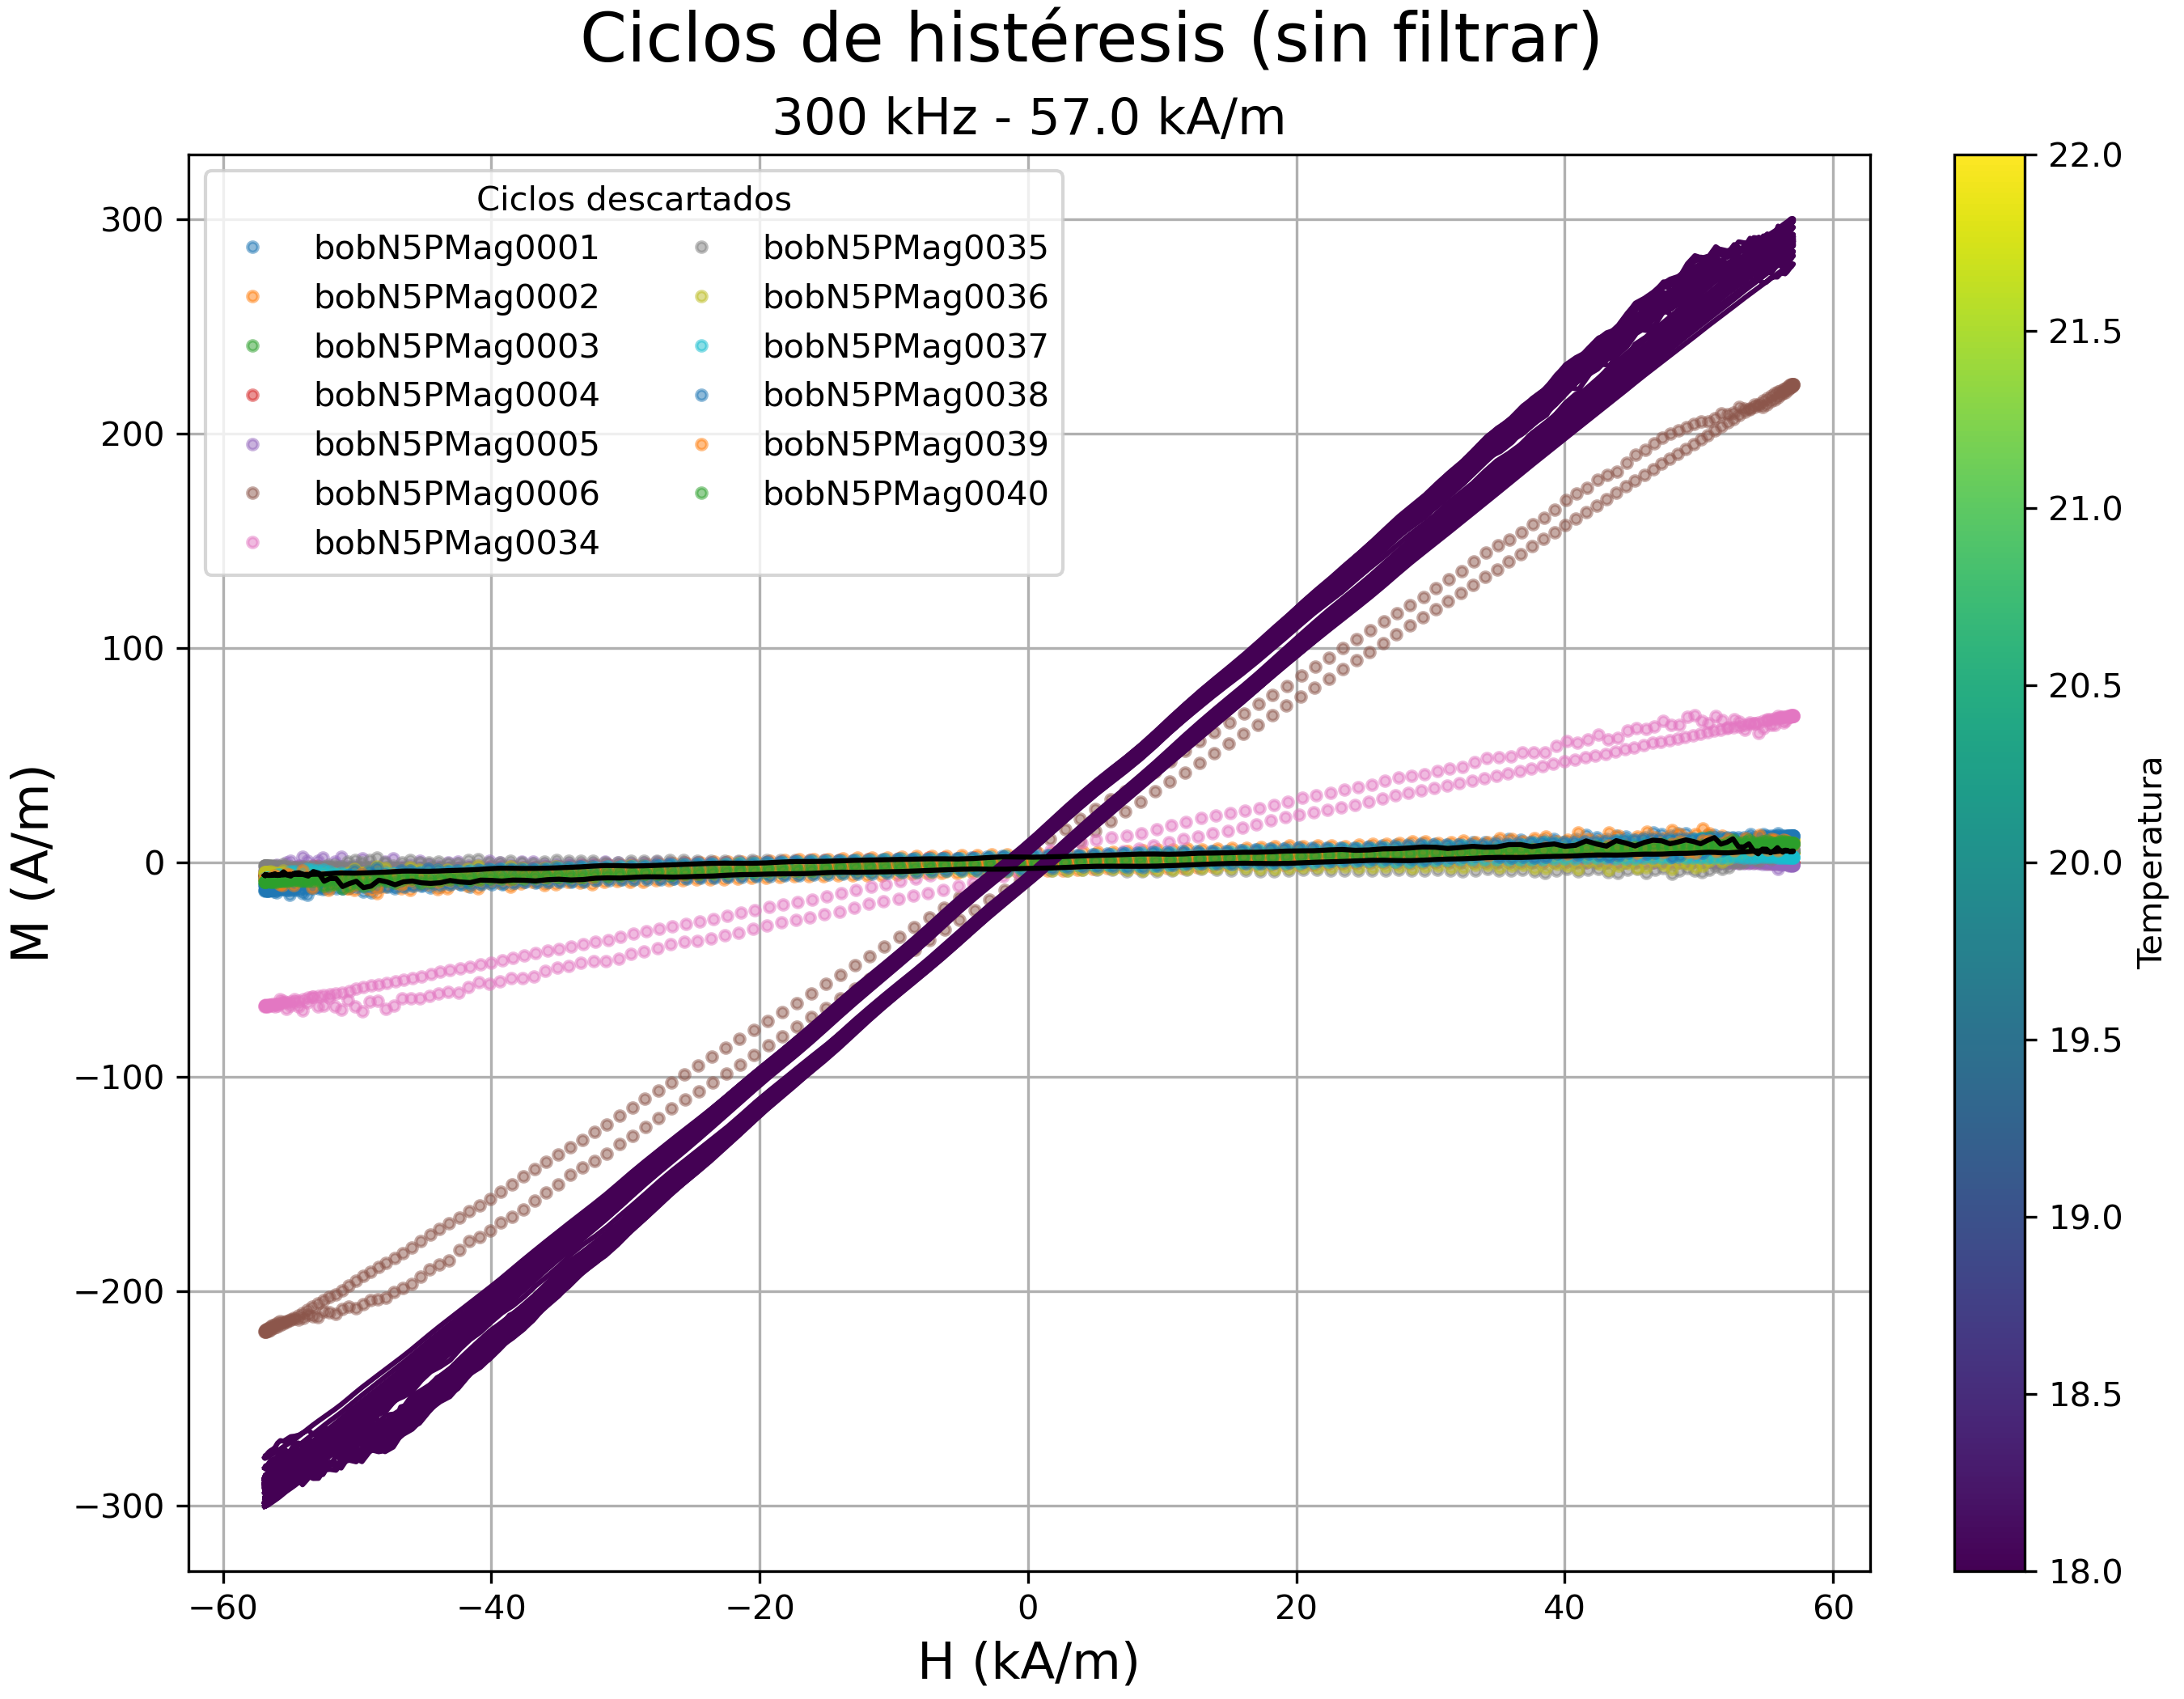 Ciclos de histéresis (sin filtrar)
300 kHz - 57.0 kA/m
Ciclos descartados
bobN5PMag0001
bobN5PMag0002
bobN5PMag0003
bobN5PMag0004
bobN5PMag0005
bobN5PMag0006
bobN5PMag0034
bobN5PMag0035
bobN5PMag0036
bobN5PMag0037
bobN5PMag0038
bobN5PMag0039
bobN5PMag0040
M (A/m)
300
200
100
0
−100
−200
−300
−60
−40
−20
0
20
40
60
H (kA/m)
22.0
21.5
21.0
20.5
20.0
19.5
19.0
18.5
18.0
Temperatura